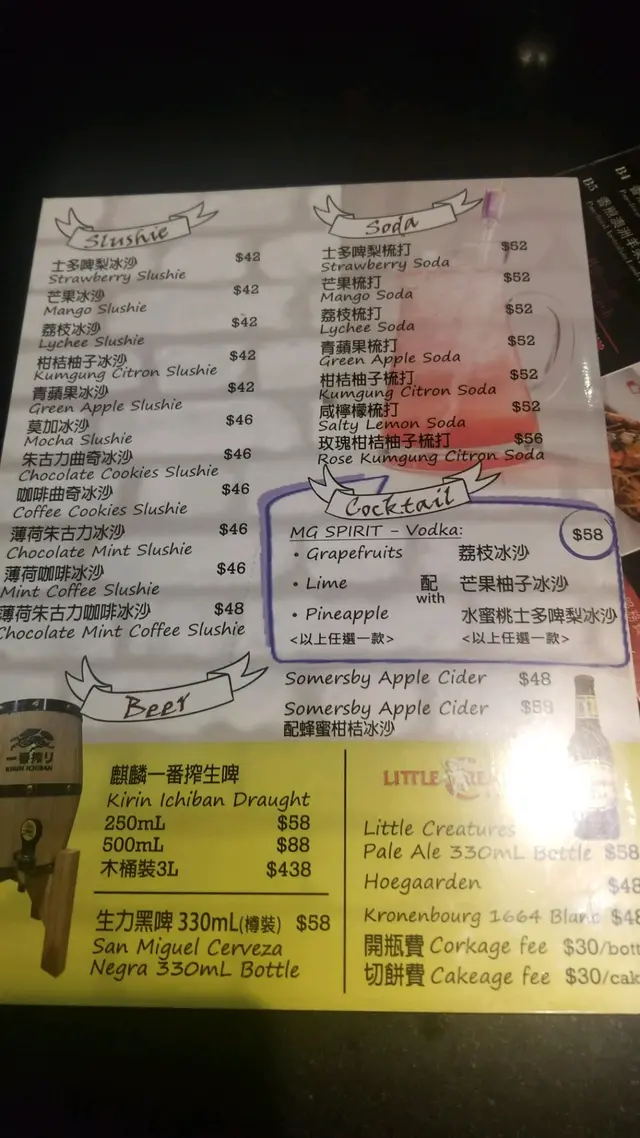 Slushie
士多啤梨冰沙 $42
Strawberry Slushie
芒果冰沙 $42
Mango Slushie
荔枝冰沙 $42
Lychee Slushie
柑桔柚子冰沙 $42
Kumgung Citron Slushie
青蘋果冰沙 $42
Green Apple Slushie
莫加冰沙 $46
Mocha Slushie
朱古力曲奇冰沙 $46
Chocolate Cookies Slushie
咖啡曲奇冰沙 $46
Coffee Cookies Slushie
薄荷朱古力冰沙 $46
Chocolate Mint Slushie
薄荷咖啡冰沙 $46
Mint Coffee Slushie
薄荷朱古力咖啡冰沙 $48
Chocolate Mint Coffee Slushie
Soda
士多啤梨梳打 $52
Strawberry Soda
芒果梳打 $52
Mango Soda
荔枝梳打 $52
Lychee Soda
青蘋果梳打 $52
Green Apple Soda
柑桔柚子梳打 $52
Kumgung Citron Soda
咸檸檬梳打 $52
Salty Lemon Soda
玫瑰柑桔柚子梳打 $56
Rose Kumgung Citron Soda
Cocktail
MG SPIRIT - Vodka: $58
• Grapefruits 荔枝冰沙
• Lime 配 with 芒果柚子冰沙
• Pineapple 水蜜桃士多啤梨冰沙
<以上任選一款> <以上任選一款>
Somersby Apple Cider $48
Somersby Apple Cider $58
配蜂蜜柑桔冰沙
Beer
一番搾り
KIRIN ICHIBAN
麒麟一番搾生啤
Kirin Ichiban Draught
250mL $58
500mL $88
木桶裝3L $438
生力黑啤 330mL(樽裝) $58
San Miguel Cerveza
Negra 330mL Bottle
LITTLE
Little Creatures
Pale Ale 330mL Bottle $58
Hoegaarden $48
Kronenbourg 1664 Blanc $48
開瓶費 Corkage fee $30/bott
切餅費 Cakeage fee $30/cak
B4
B5